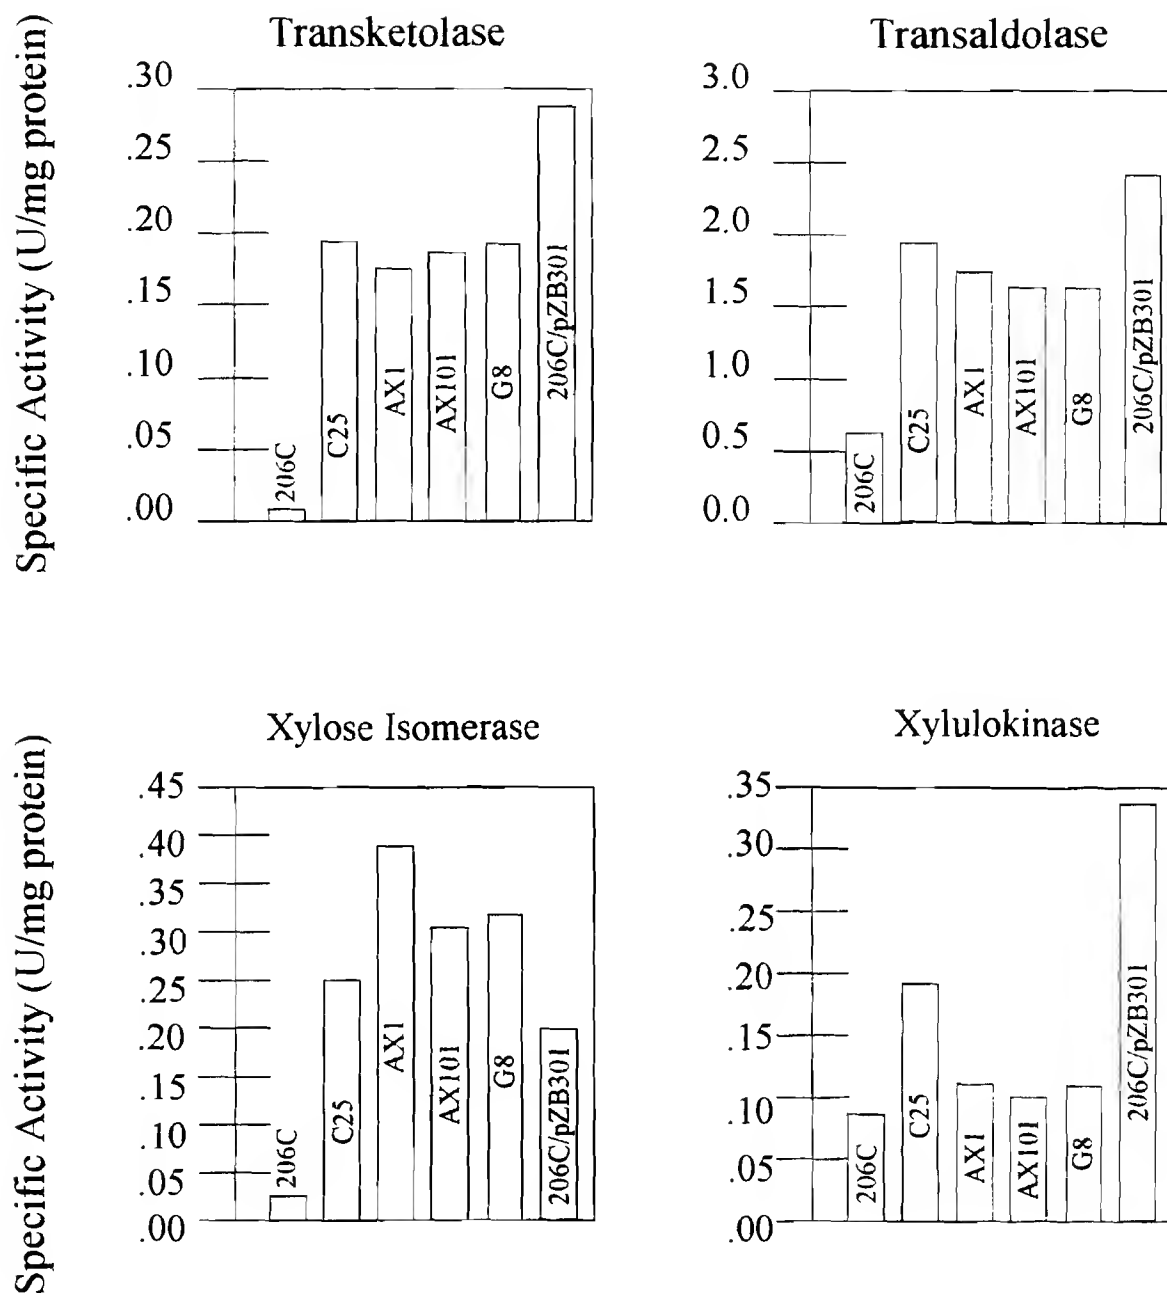 Transketolase
Specific Activity (U/mg protein)
.30
.25
.20
.15
.10
.05
.00
206C
C25
AX1
AX101
G8
206C/pZB301
Transaldolase
3.0
2.5
2.0
1.5
1.0
0.5
0.0
206C
C25
AX1
AX101
G8
206C/pZB301
Xylose Isomerase
Specific Activity (U/mg protein)
.45
.40
.35
.30
.25
.20
.15
.10
.05
.00
206C
C25
AX1
AX101
G8
206C/pZB301
Xylulokinase
.35
.30
.25
.20
.15
.10
.05
.00
206C
C25
AX1
AX101
G8
206C/pZB301